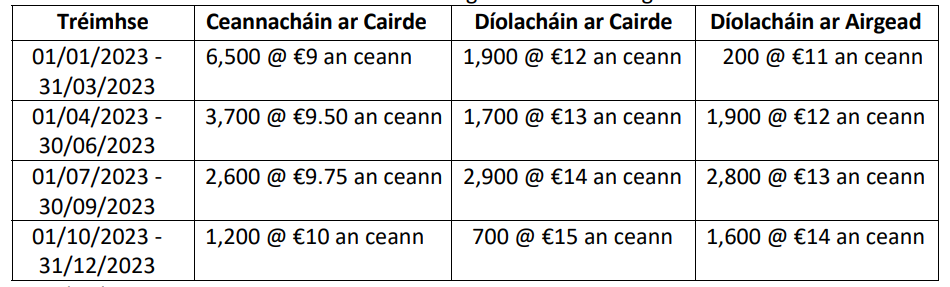 Tréimhse Ceannacháin ar Cairde Díolacháin ar Cairde Díolacháin ar Airgead
01/01/2023 - 6,500 @ €9 an ceann 1,900 @ €12 an ceann 200 @ €11 an ceann
31/03/2023
01/04/2023 - 3,700 @ €9.50 an ceann 1,700 @ €13 an ceann 1,900 @ €12 an ceann
30/06/2023
01/07/2023 - 2,600 @ €9.75 an ceann 2,900 @ €14 an ceann 2,800 @ €13 an ceann
30/09/2023
01/10/2023 - 1,200 @ €10 an ceann 700 @ €15 an ceann 1,600 @ €14 an ceann
31/12/2023